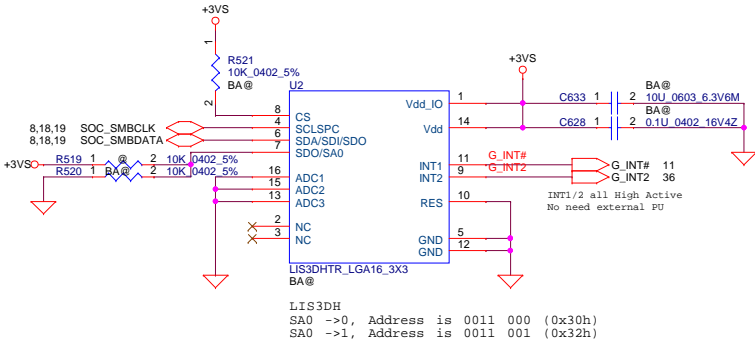 +3VS
1
R521
10K_0402_5%
BA@
2
U2
+3VS
8 CS
8,18,19 SOC_SMBCLK 4 SCLSPC
8,18,19 SOC_SMBDATA 6 SDA/SDI/SDO
7 SDO/SA0
+3VS R519 1 @ 2 10K_0402_5%
R520 1 BA@ 2 10K_0402_5%
16 ADC1
15 ADC2
13 ADC3
2 NC
3 NC
Vdd_IO 1
Vdd 14
BA@
C633 1 2 10U_0603_6.3V6M
BA@
C628 1 2 0.1U_0402_16V4Z
INT1 11 G_INT# G_INT# 11
INT2 9 G_INT2 G_INT2 36
INT1/2 all High Active
No need external PU
RES 10
GND 5
GND 12
LIS3DHTR_LGA16_3X3
BA@
LIS3DH
SA0 ->0, Address is 0011 000 (0x30h)
SA0 ->1, Address is 0011 001 (0x32h)